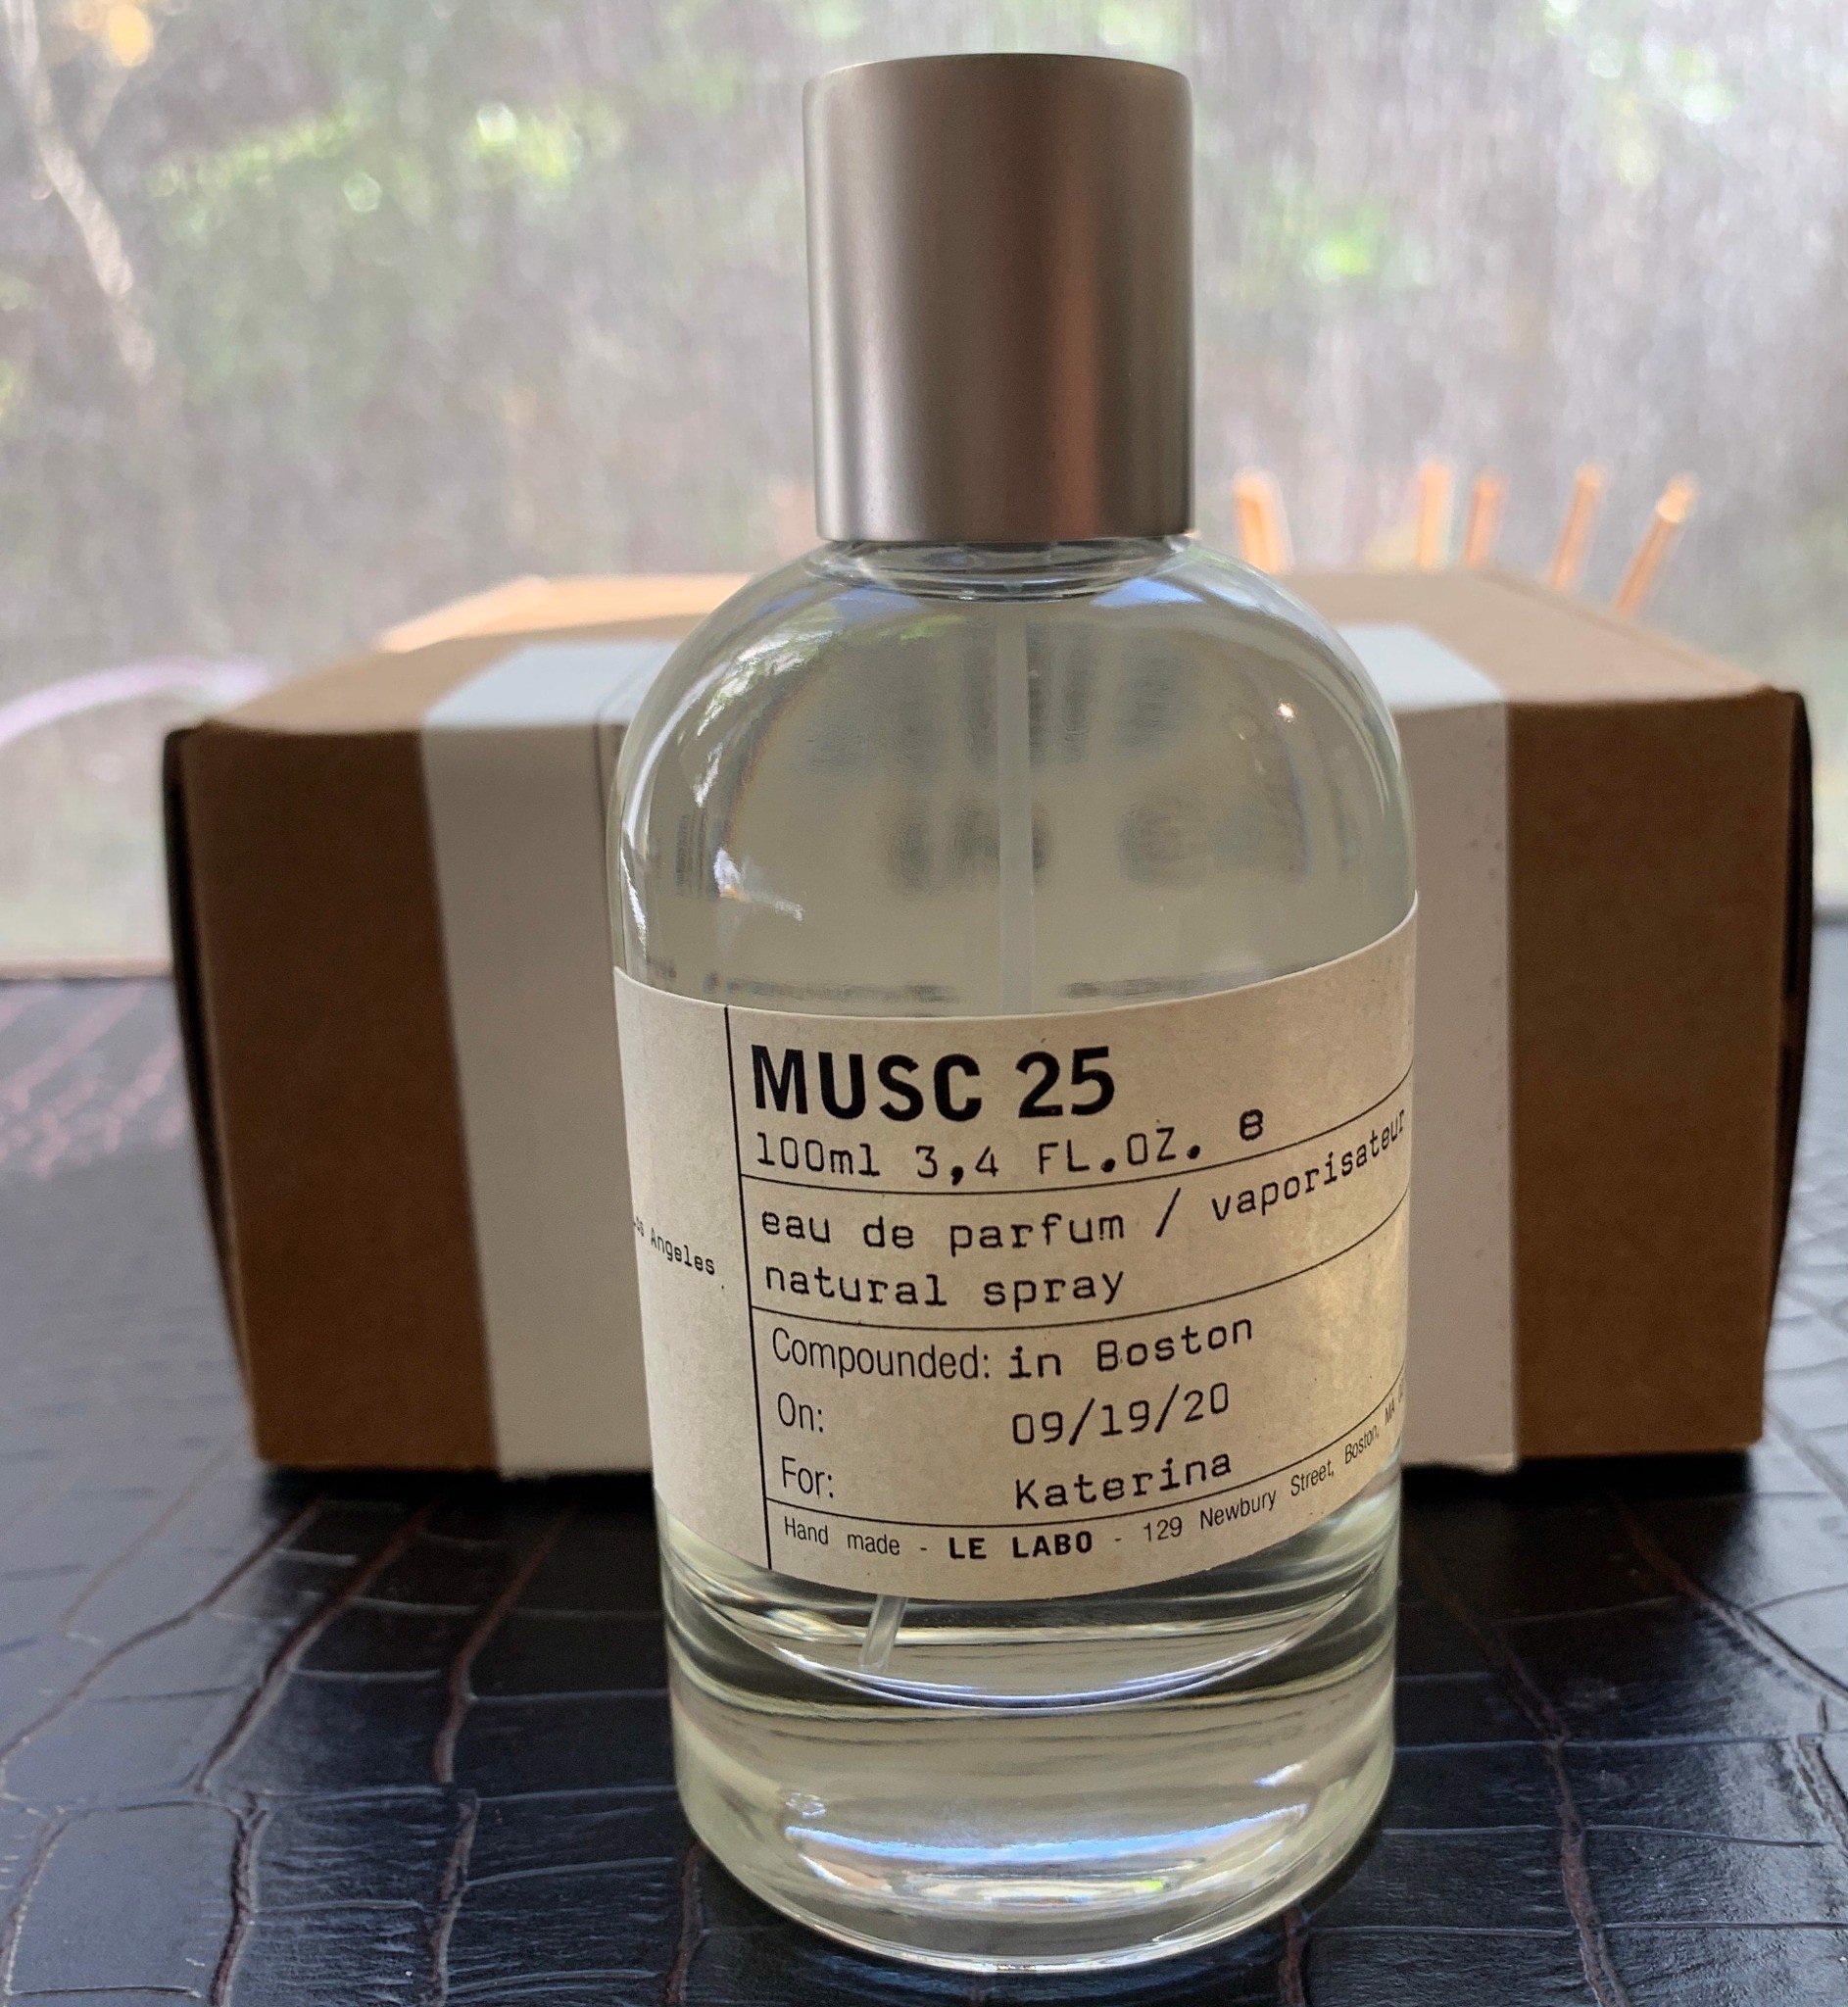 MUSC 25
100ml 3,4 FL.OZ. e
eau de parfum / vaporisateur
natural spray
Compounded: in Boston
On: 09/19/20
For: Katerina
Hand made - LE LABO - 129 Newbury Street, Boston, MA
Angeles